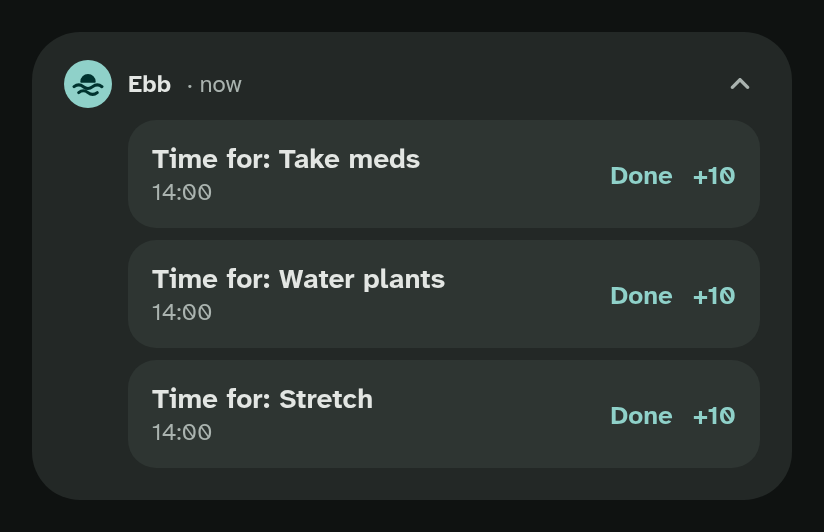 Ebb · now
Time for: Take meds
14:00
Done +10
Time for: Water plants
14:00
Done +10
Time for: Stretch
14:00
Done +10